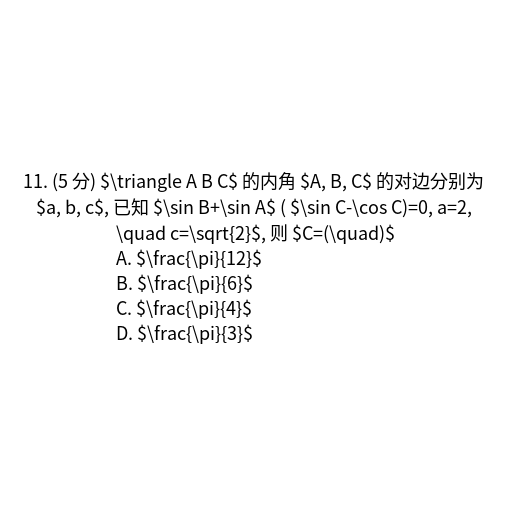 11. (5 分) $\triangle A B C$ 的内角 $A, B, C$ 的对边分别为
$a, b, c$, 已知 $\sin B+\sin A$ ( $\sin C-\cos C)=0, a=2,
\quad c=\sqrt{2}$, 则 $C=(\quad)$
A. $\frac{\pi}{12}$
B. $\frac{\pi}{6}$
C. $\frac{\pi}{4}$
D. $\frac{\pi}{3}$